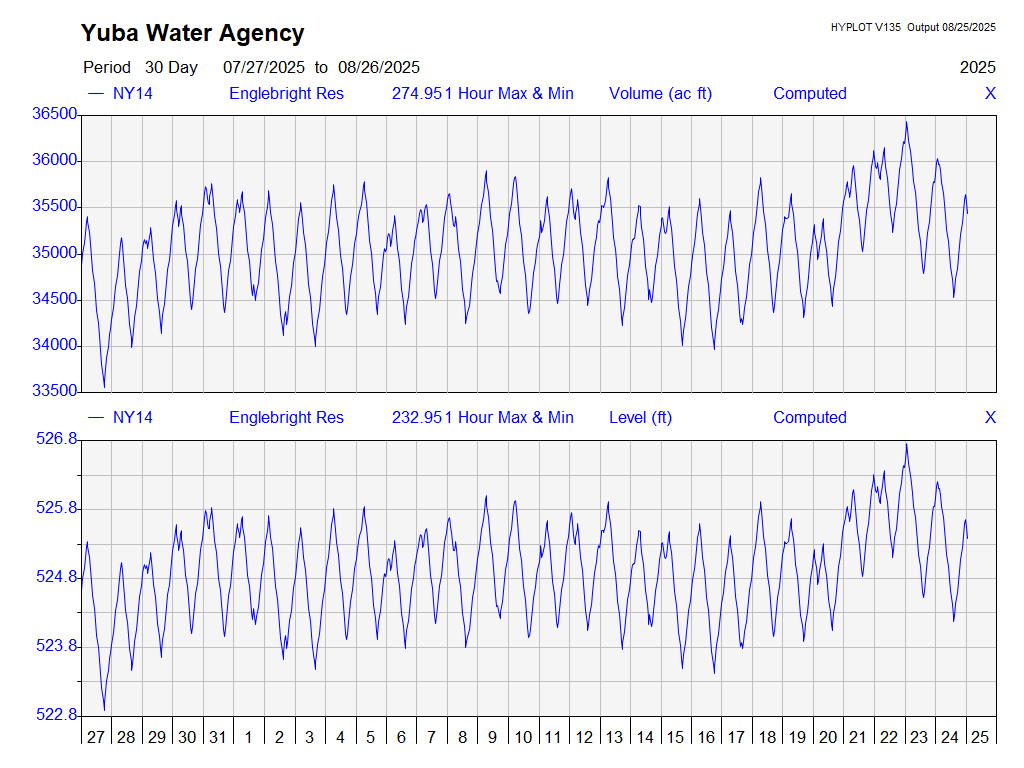 Yuba Water Agency
HYPLOT V135 Output 08/25/2025
Period 30 Day 07/27/2025 to 08/26/2025 2025
NY14 Englebright Res 274.95 1 Hour Max & Min Volume (ac ft) Computed X
36500
36000
35500
35000
34500
34000
33500
NY14 Englebright Res 232.95 1 Hour Max & Min Level (ft) Computed X
526.8
525.8
524.8
523.8
522.8
27 28 29 30 31 1 2 3 4 5 6 7 8 9 10 11 12 13 14 15 16 17 18 19 20 21 22 23 24 25